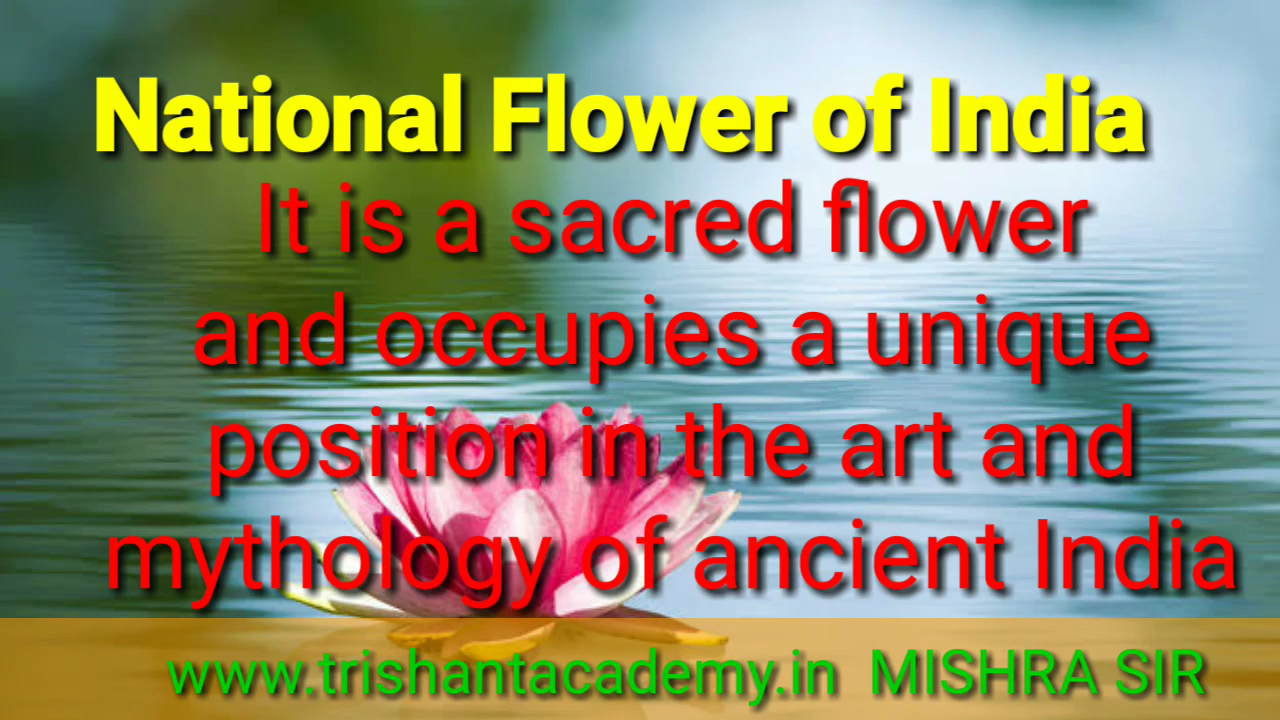 National Flower of India
It is a sacred flower
and occupies a unique
position in the art and
mythology of ancient India
www.trishantacademy.in MISHRA SIR